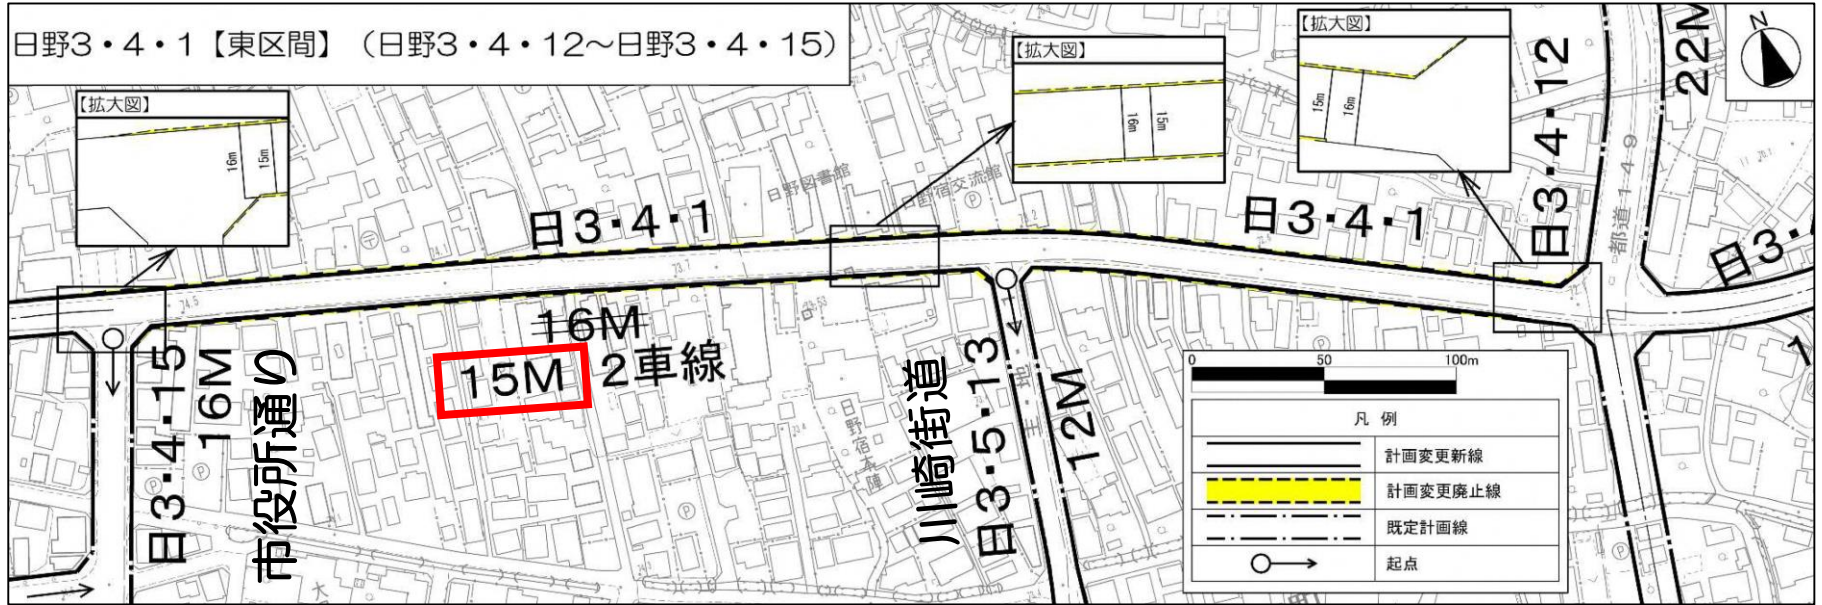 日野3・4・1【東区間】（日野3・4・12～日野3・4・15）
【拡大図】
16m
15m
【拡大図】
16m
15m
【拡大図】
15m
16m
N
日3・4・12
22M
都道149
日3・4・1
日野図書館
日野宿交流館
日3・4・1
16M
15M
2車線
日3・4・15
16M
市役所通り
川崎街道
日3・5・13
12M
日野宿本陣
0 50 100m
凡 例
計画変更新線
計画変更廃止線
既定計画線
起点